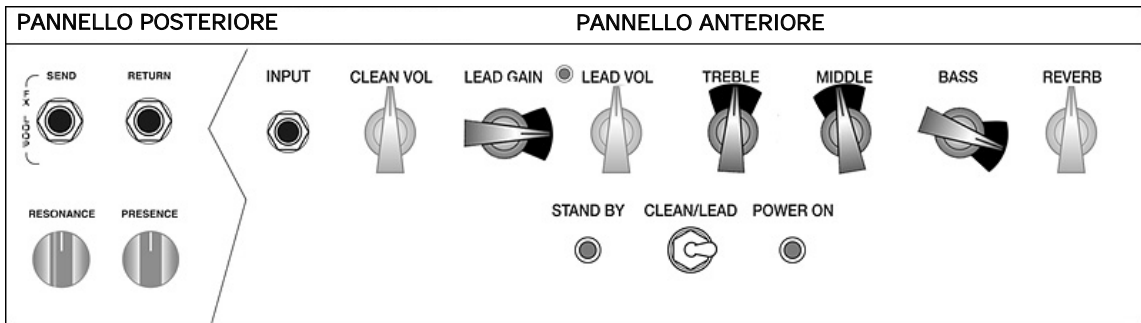 PANNELLO POSTERIORE
PANNELLO ANTERIORE
SEND
RETURN
FX LOOP
RESONANCE
PRESENCE
INPUT
CLEAN VOL
LEAD GAIN
LEAD VOL
TREBLE
MIDDLE
BASS
REVERB
STAND BY
CLEAN/LEAD
POWER ON